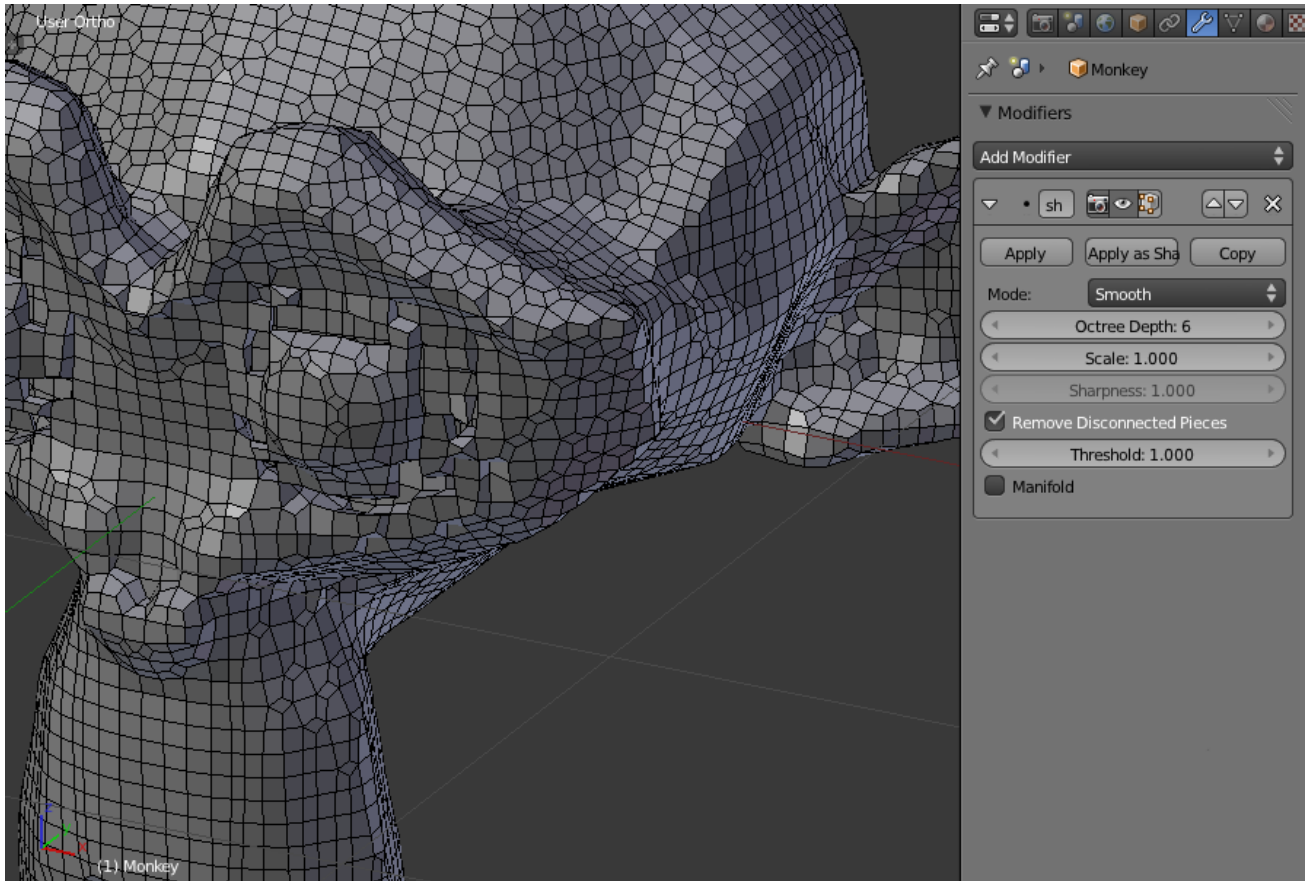 User Ortho
Monkey
Modifiers
Add Modifier
sh
Apply
Apply as Sha
Copy
Mode:
Smooth
Octree Depth: 6
Scale: 1.000
Sharpness: 1.000
Remove Disconnected Pieces
Threshold: 1.000
Manifold
z
y
x
(1) Monkey